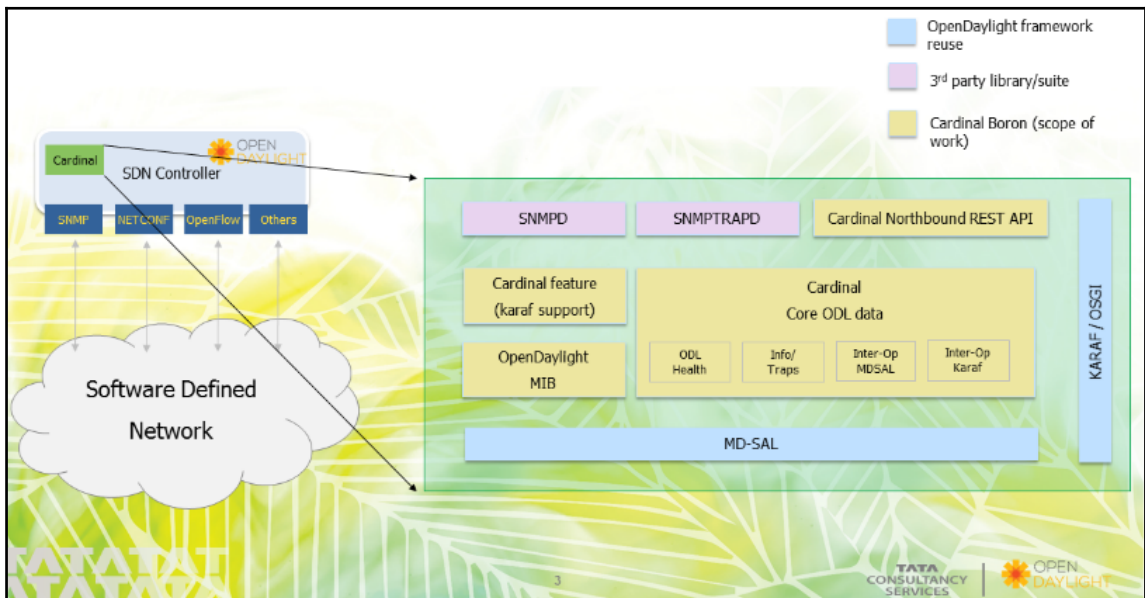 OpenDaylight framework
reuse
3rd party library/suite
Cardinal Boron (scope of
work)
OPEN
DAYLIGHT
Cardinal
SDN Controller
SNMP
NETCONF
OpenFlow
Others
Software Defined
Network
SNMPD
SNMPTRAPD
Cardinal Northbound REST API
Cardinal feature
(karaf support)
Cardinal
Core ODL data
OpenDaylight
MIB
ODL
Health
Info/
Traps
Inter-Op
MDSAL
Inter-Op
Karaf
MD-SAL
KARAF / OSGI
TATATAT
TATATAT
3
TATA
CONSULTANCY
SERVICES
OPEN
DAYLIGHT